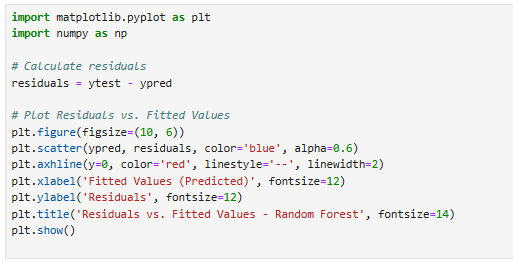 import matplotlib.pyplot as plt
import numpy as np
# Calculate residuals
residuals = ytest - ypred
# Plot Residuals vs. Fitted Values
plt.figure(figsize=(10, 6))
plt.scatter(ypred, residuals, color='blue', alpha=0.6)
plt.axhline(y=0, color='red', linestyle='--', linewidth=2)
plt.xlabel('Fitted Values (Predicted)', fontsize=12)
plt.ylabel('Residuals', fontsize=12)
plt.title('Residuals vs. Fitted Values - Random Forest', fontsize=14)
plt.show()